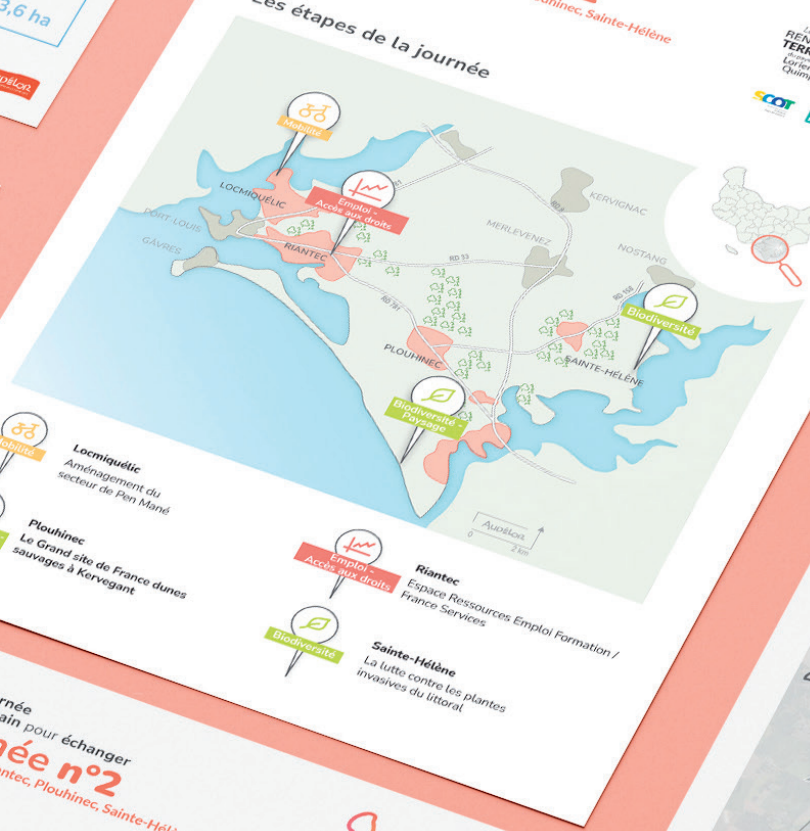 3,6 ha
Plouhinec, Sainte-Hélène
Les étapes de la journée
SCOT
Mobilité
LOCMIQUÉLIC
Emploi -
Accès aux droits
PORT-LOUIS
GÂVRES
RIANTEC
KERVIGNAC
MERLEVENEZ
NOSTANG
RD 33
RD 781
RD 158
Biodiversité
PLOUHINEC
SAINTE-HÉLÈNE
Biodiversité -
Paysage
Audélor
0 2 km
Mobilité
Locmiquélic
Aménagement du
secteur de Pen Mané
Plouhinec
Le Grand site de France dunes
sauvages à Kervegant
Emploi -
Accès aux droits
Riantec
Espace Ressources Emploi Formation /
France Services
Biodiversité
Sainte-Hélène
La lutte contre les plantes
invasives du littoral
pour échanger
n°2
Plouhinec, Sainte-Hél